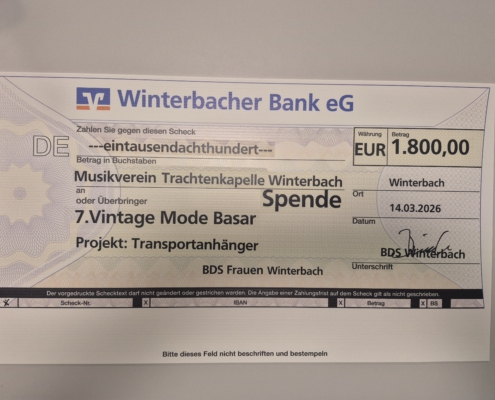 Winterbacher Bank eG
DE
Zahlen Sie gegen diesen Scheck
---eintausendachthundert---
Betrag in Buchstaben
Währung
EUR
Betrag
1.800,00
Musikverein Trachtenkapelle Winterbach
an
oder Überbringer
Spende
Winterbach
Ort
7.Vintage Mode Basar
14.03.2026
Datum
Projekt: Transportanhänger
BDS Winterbach
Unterschrift
BDS Frauen Winterbach
Der vorgedruckte Schecktext darf nicht geändert oder gestrichen werden. Die Angabe einer Zahlungsfrist auf dem Scheck gilt als nicht geschrieben.
X Scheck-Nr. X IBAN X Betrag X BS
Bitte dieses Feld nicht beschriften und bestempeln